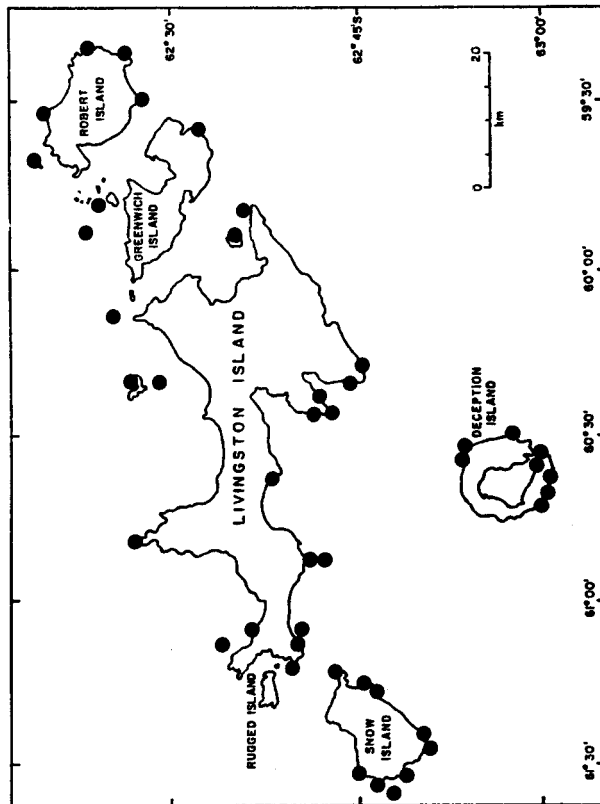 62° 30'
62° 45'
63° 00'
S
59° 30'
60° 00'
60° 30'
61° 00'
61° 30'
20
km
0
ROBERT
ISLAND
GREENWICH
ISLAND
LIVINGSTON ISLAND
DECEPTION
ISLAND
RUGGED ISLAND
SNOW
ISLAND